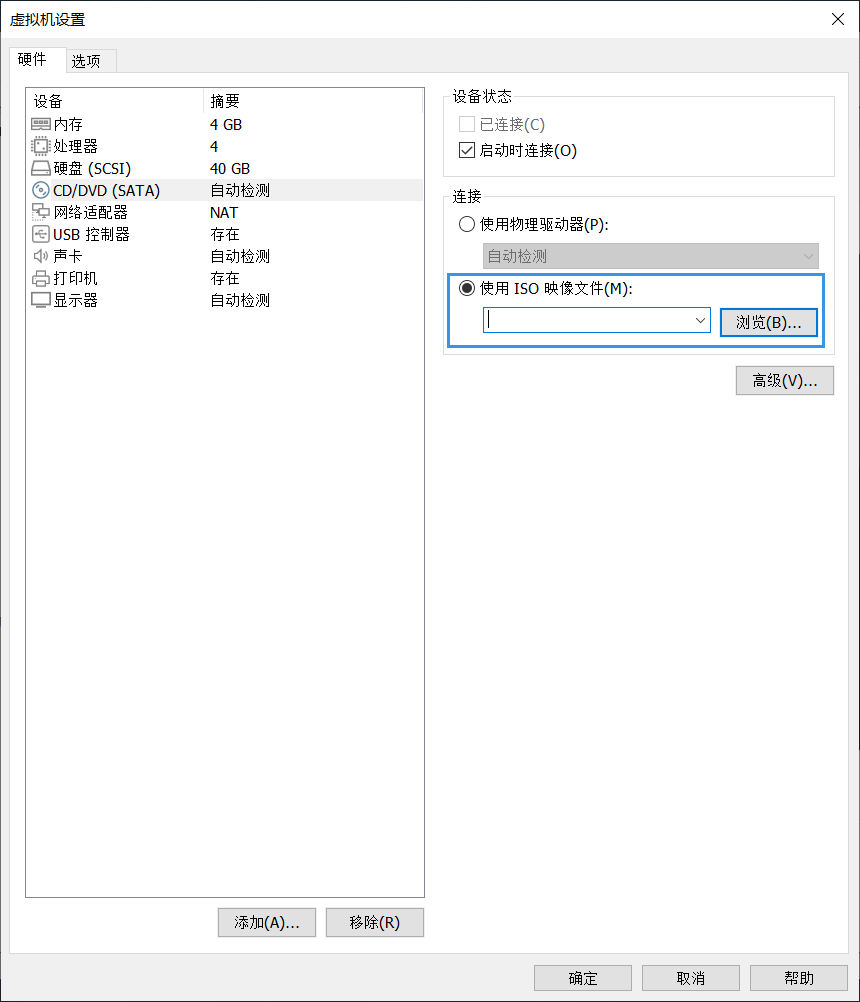 虚拟机设置
硬件 选项
设备 摘要
内存 4 GB
处理器 4
硬盘 (SCSI) 40 GB
CD/DVD (SATA) 自动检测
网络适配器 NAT
USB 控制器 存在
声卡 自动检测
打印机 存在
显示器 自动检测
添加(A)... 移除(R)
设备状态
已连接(C)
启动时连接(O)
连接
使用物理驱动器(P):
自动检测
使用 ISO 映像文件(M):
浏览(B)...
高级(V)...
确定 取消 帮助